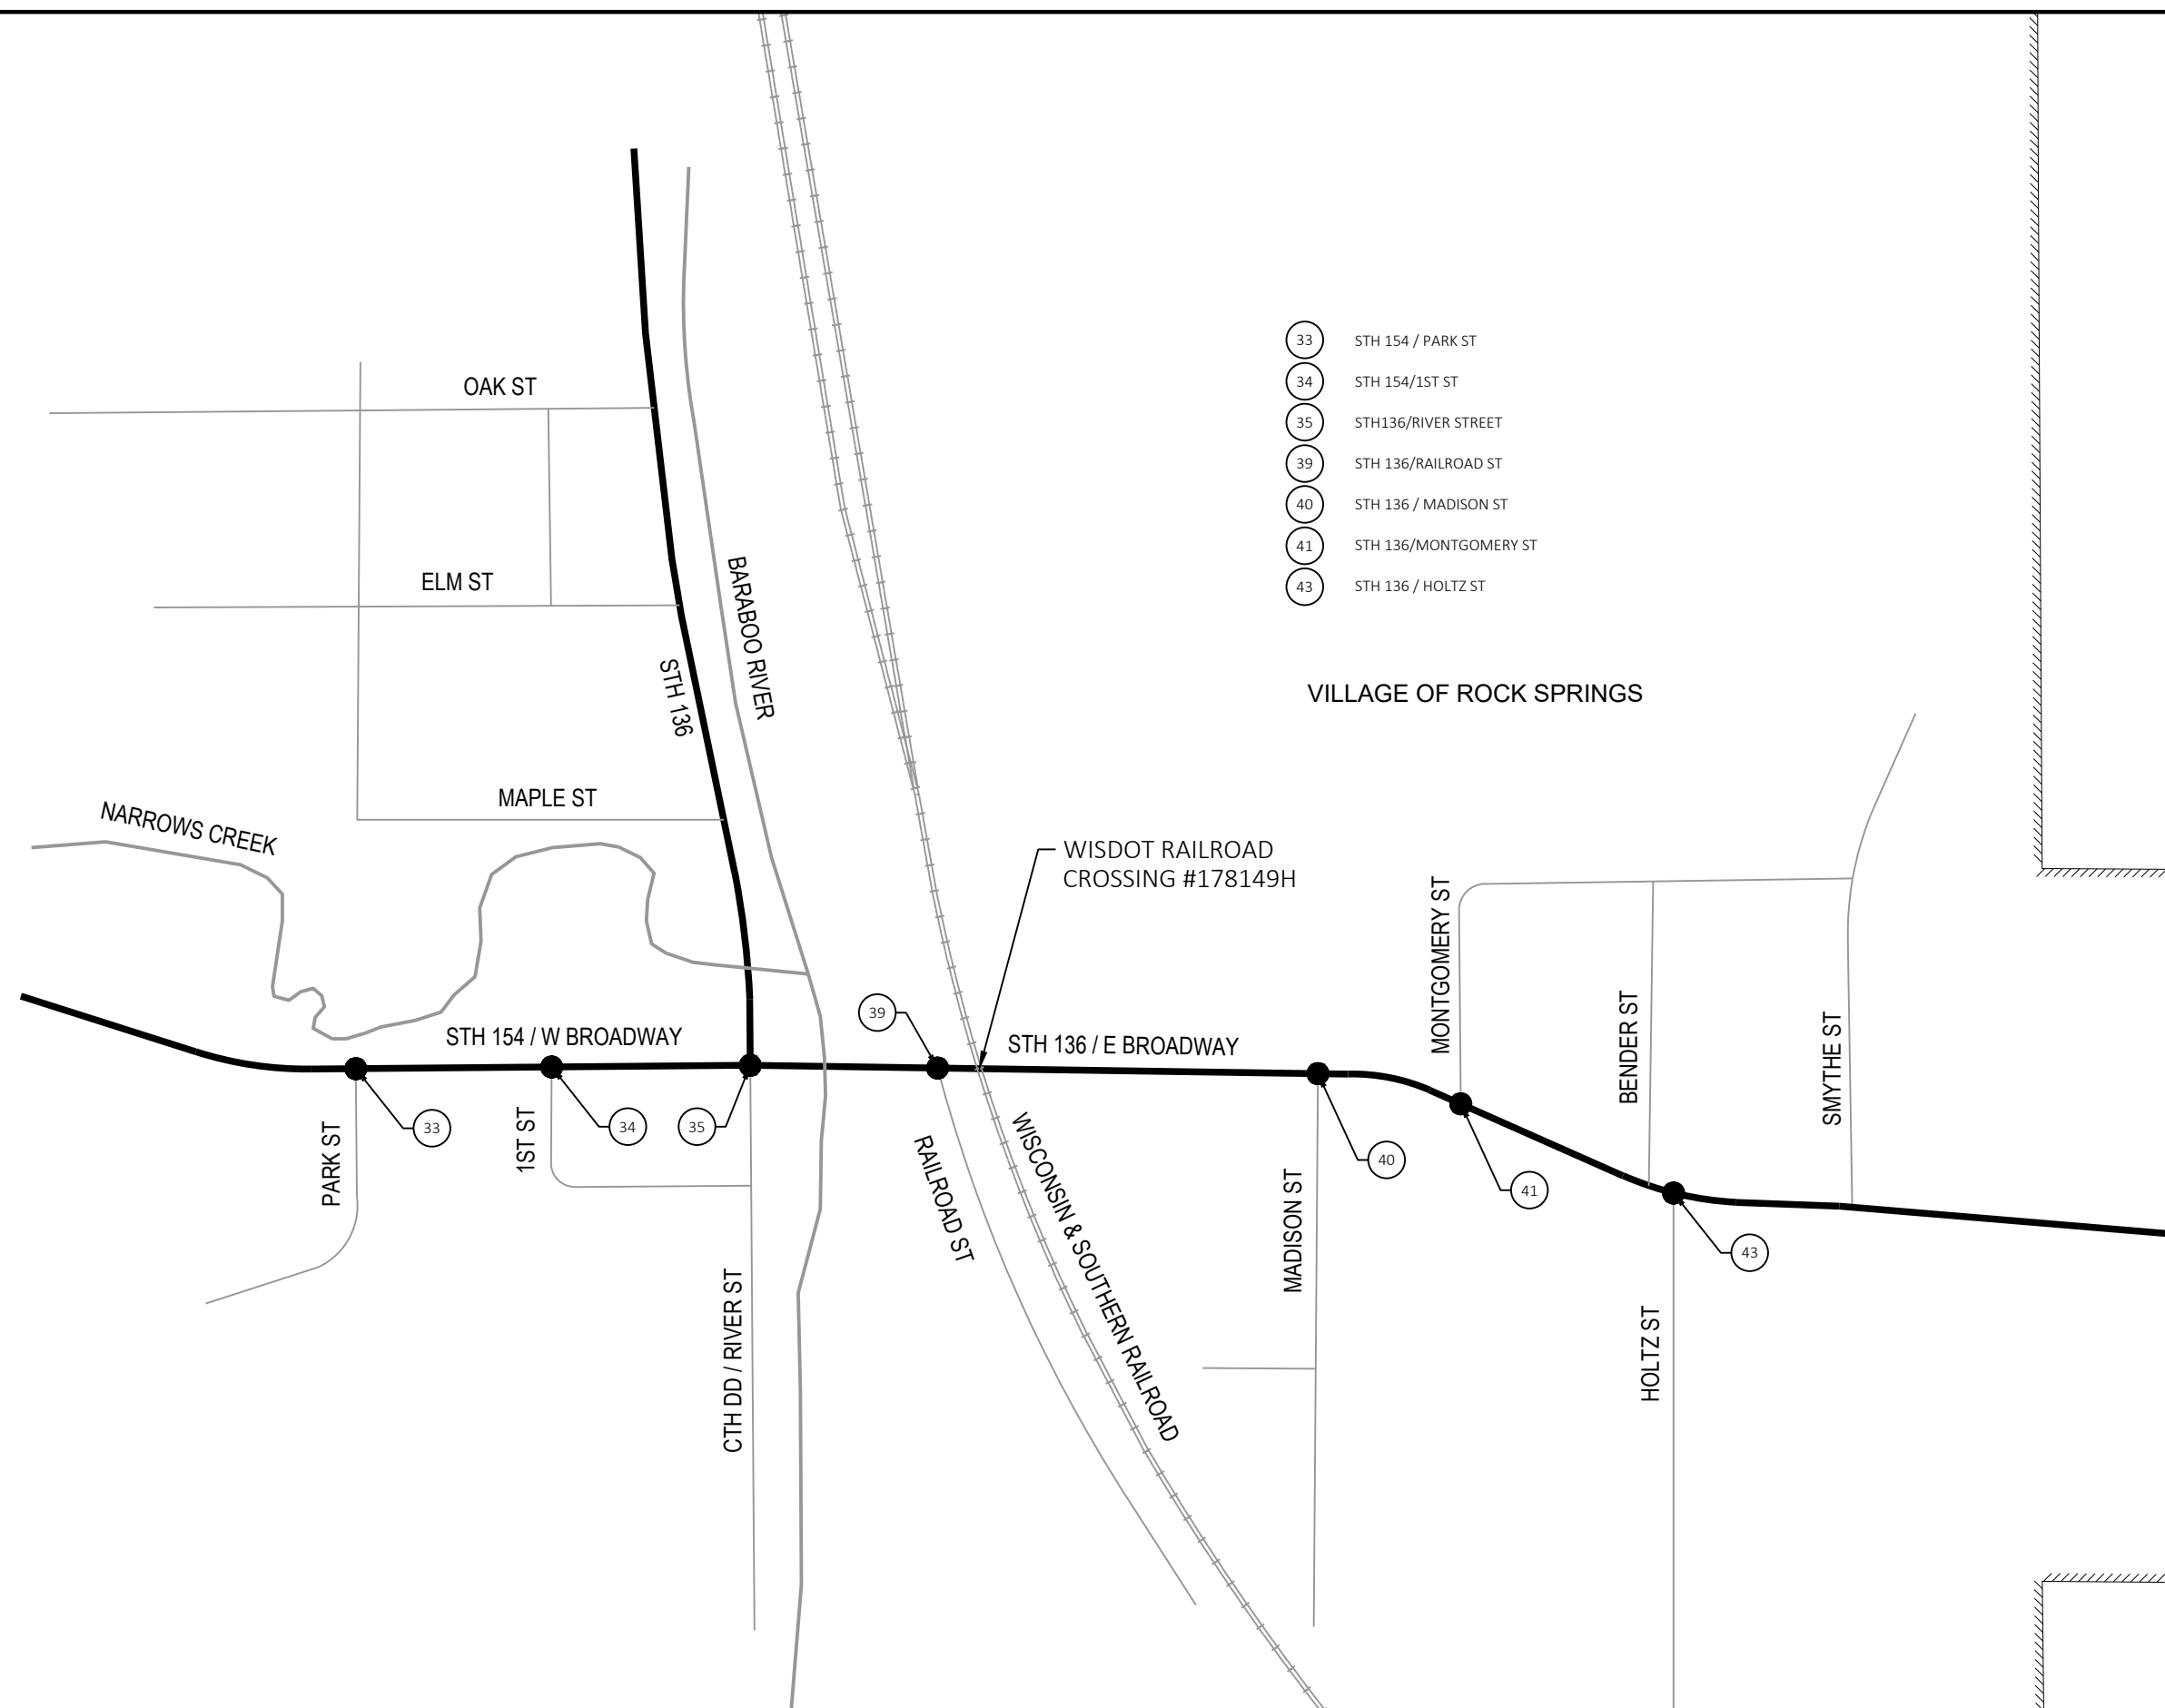 33 STH 154 / PARK ST
34 STH 154/1ST ST
35 STH136/RIVER STREET
39 STH 136/RAILROAD ST
40 STH 136 / MADISON ST
41 STH 136/MONTGOMERY ST
43 STH 136 / HOLTZ ST
OAK ST
ELM ST
BARABOO RIVER
STH 136
VILLAGE OF ROCK SPRINGS
MAPLE ST
NARROWS CREEK
WISDOT RAILROAD
CROSSING #178149H
MONTGOMERY ST
BENDER ST
SMYTHE ST
39
STH 154 / W BROADWAY
STH 136 / E BROADWAY
PARK ST
33
1ST ST
34
35
RAILROAD ST
WISCONSIN & SOUTHERN RAILROAD
MADISON ST
40
41
43
CTH DD / RIVER ST
HOLTZ ST